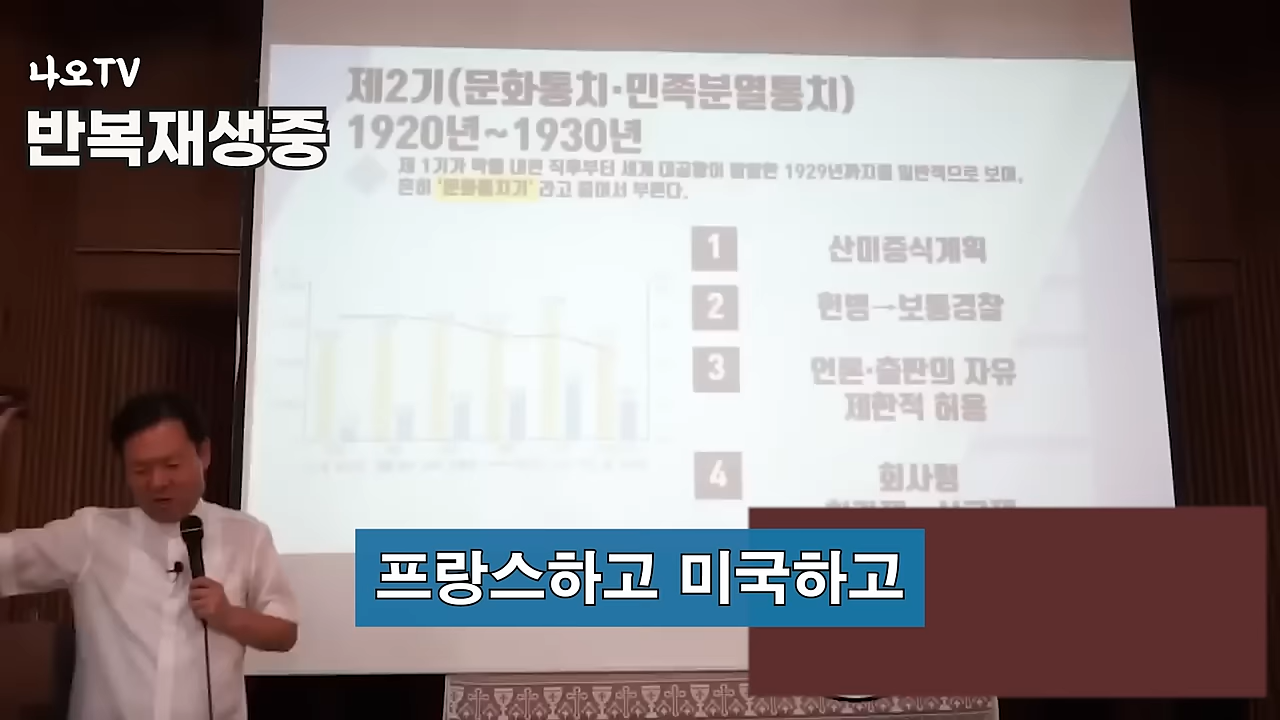 나오TV
반복재생중
제2기(문화통치·민족분열통치)
1920년~1930년
제 1기가 막을 내린 직후부터 세계 대공황이 발발한 1929년까지를 일반적으로 보며,
흔히 '문화통치기' 라고 줄여서 부른다.
1 산미증식계획
2 헌병→보통경찰
3 언론·출판의 자유
제한적 허용
4 회사령
프랑스하고 미국하고